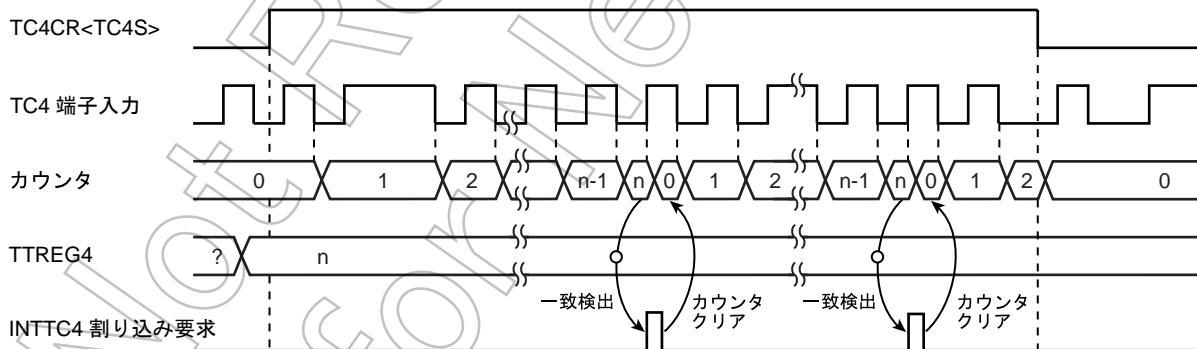 TC4CR<TC4S>
TC4 端子入力
カウンタ 0 1 2 n-1 n 0 1 2 n-1 n 0 1 2 0
TTREG4 ? n
一致検出 カウンタ 一致検出 カウンタ
クリア クリア
INTTC4 割り込み要求